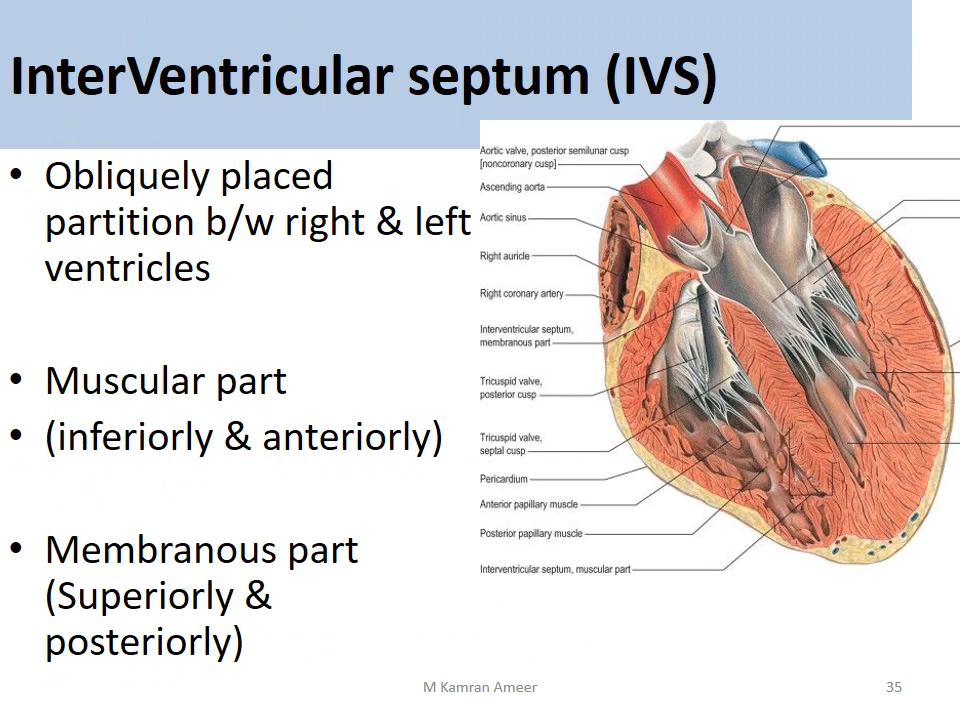 InterVentricular septum (IVS)
• Obliquely placed
partition b/w right & left
ventricles
• Muscular part
• (inferiorly & anteriorly)
• Membranous part
(Superiorly &
posteriorly)
Aortic valve, posterior semilunar cusp
[noncoronary cusp]
Ascending aorta
Aortic sinus
Right auricle
Right coronary artery
Interventricular septum,
membranous part
Tricuspid valve,
posterior cusp
Tricuspid valve,
septal cusp
Pericardium
Anterior papillary muscle
Posterior papillary muscle
Interventricular septum, muscular part
M Kamran Ameer
35